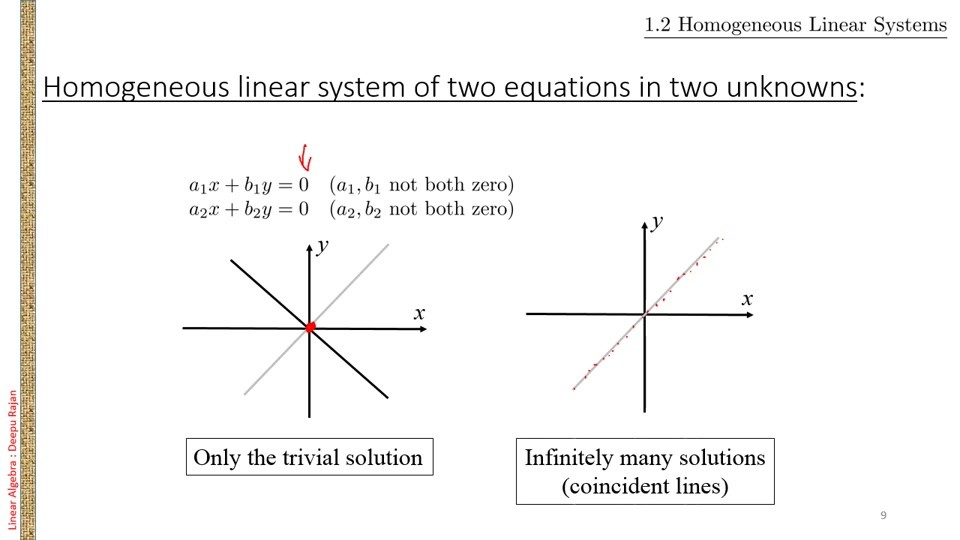 1.2 Homogeneous Linear Systems
Homogeneous linear system of two equations in two unknowns:
a₁x + b₁y = 0 (a₁, b₁ not both zero)
a₂x + b₂y = 0 (a₂, b₂ not both zero)
y
x
y
x
Only the trivial solution
Infinitely many solutions
(coincident lines)
Linear Algebra : Deepu Rajan
9